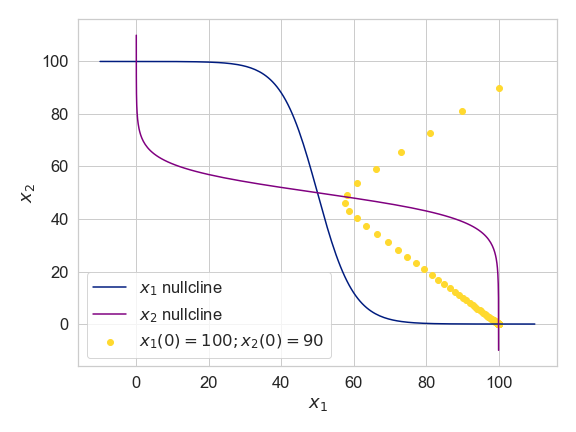 100
80
60
40
20
0
x₂
x₁ nullcline
x₂ nullcline
x₁(0) = 100; x₂(0) = 90
0 20 40 60 80 100
x₁